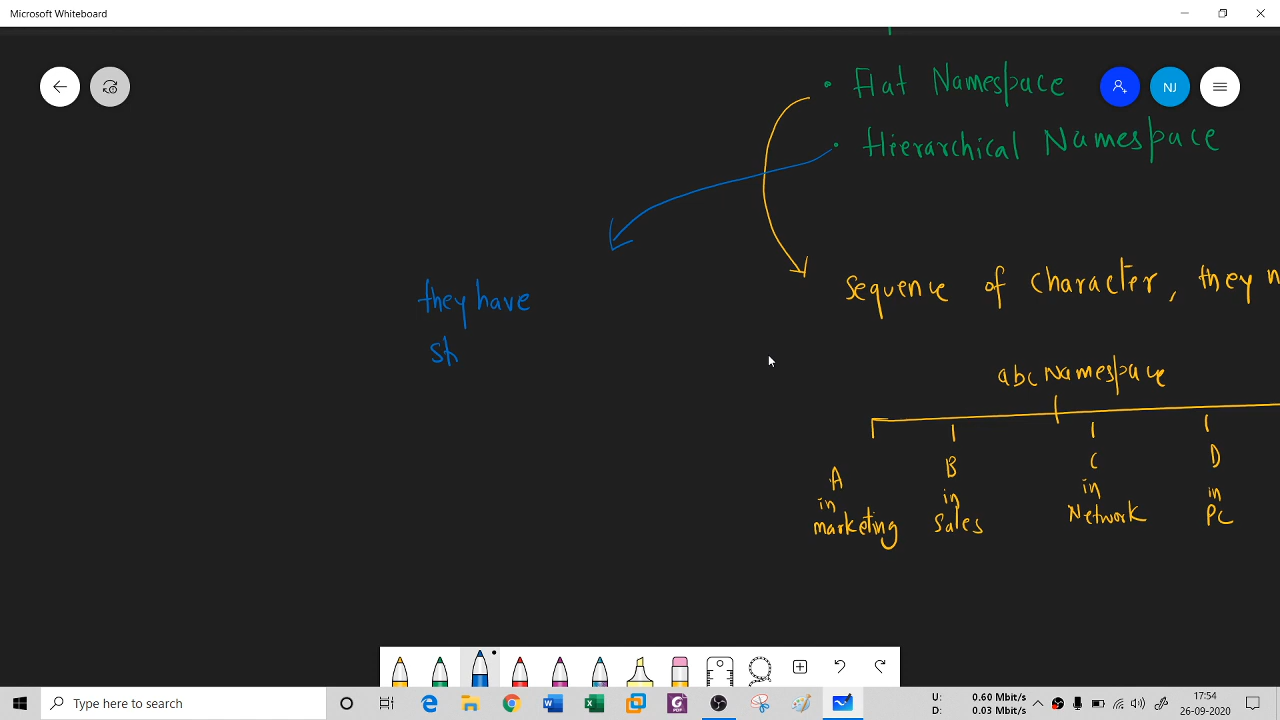 Microsoft Whiteboard
NJ
• Flat Namespace
• Hierarchical Namespace
they have
st
sequence of character, they n
abc Namespace
A in marketing
B in Sales
C in Network
D in PC
Type here to search
U: 0.60 Mbit/s
D: 0.03 Mbit/s
17:54
26-09-2020